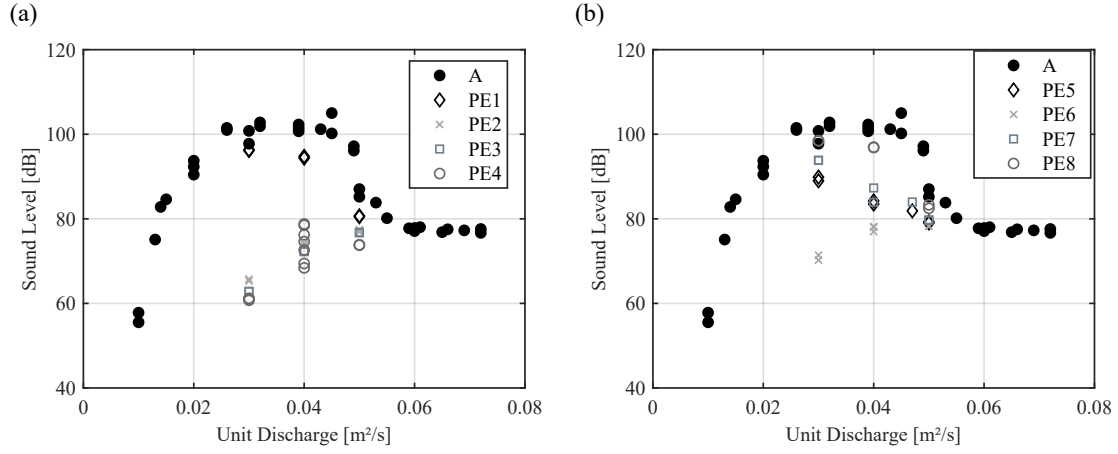 (a)
(b)
120
100
80
60
40
0
0.02
0.04
0.06
0.08
Sound Level [dB]
Unit Discharge [m²/s]
A
PE1
PE2
PE3
PE4
120
100
80
60
40
0
0.02
0.04
0.06
0.08
Sound Level [dB]
Unit Discharge [m²/s]
A
PE5
PE6
PE7
PE8